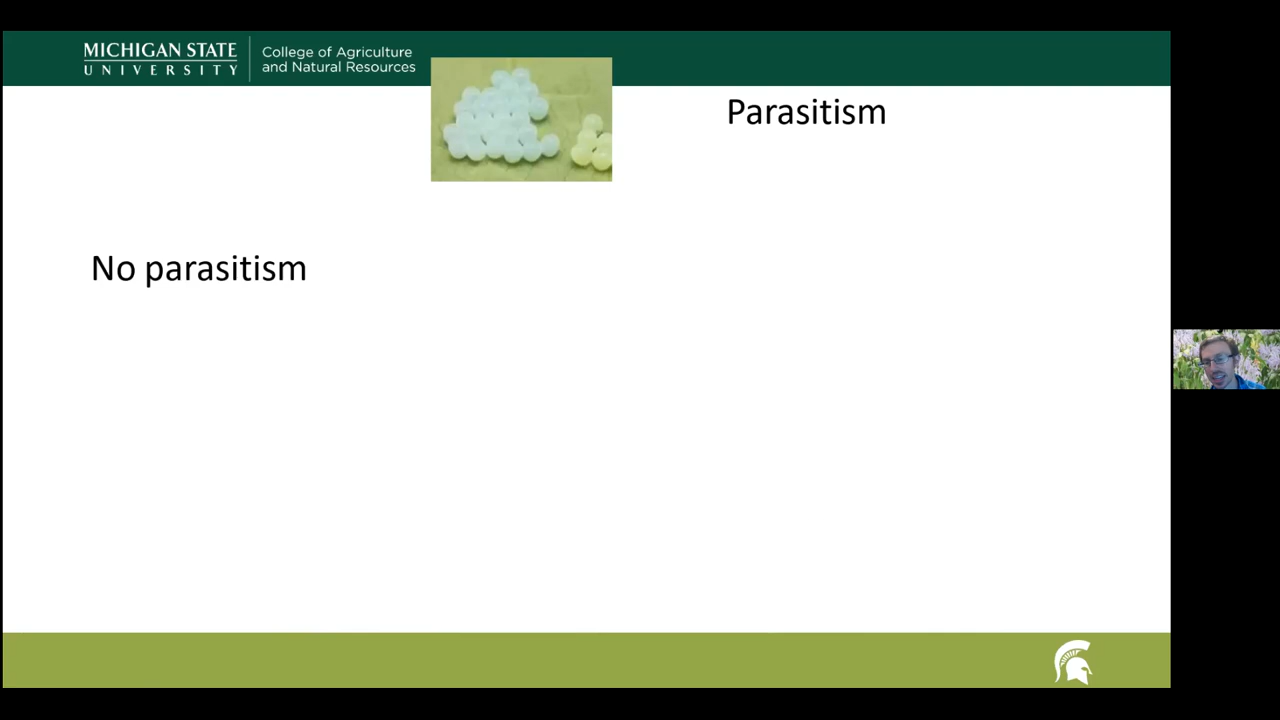 MICHIGAN STATE
UNIVERSITY
College of Agriculture
and Natural Resources
Parasitism
No parasitism